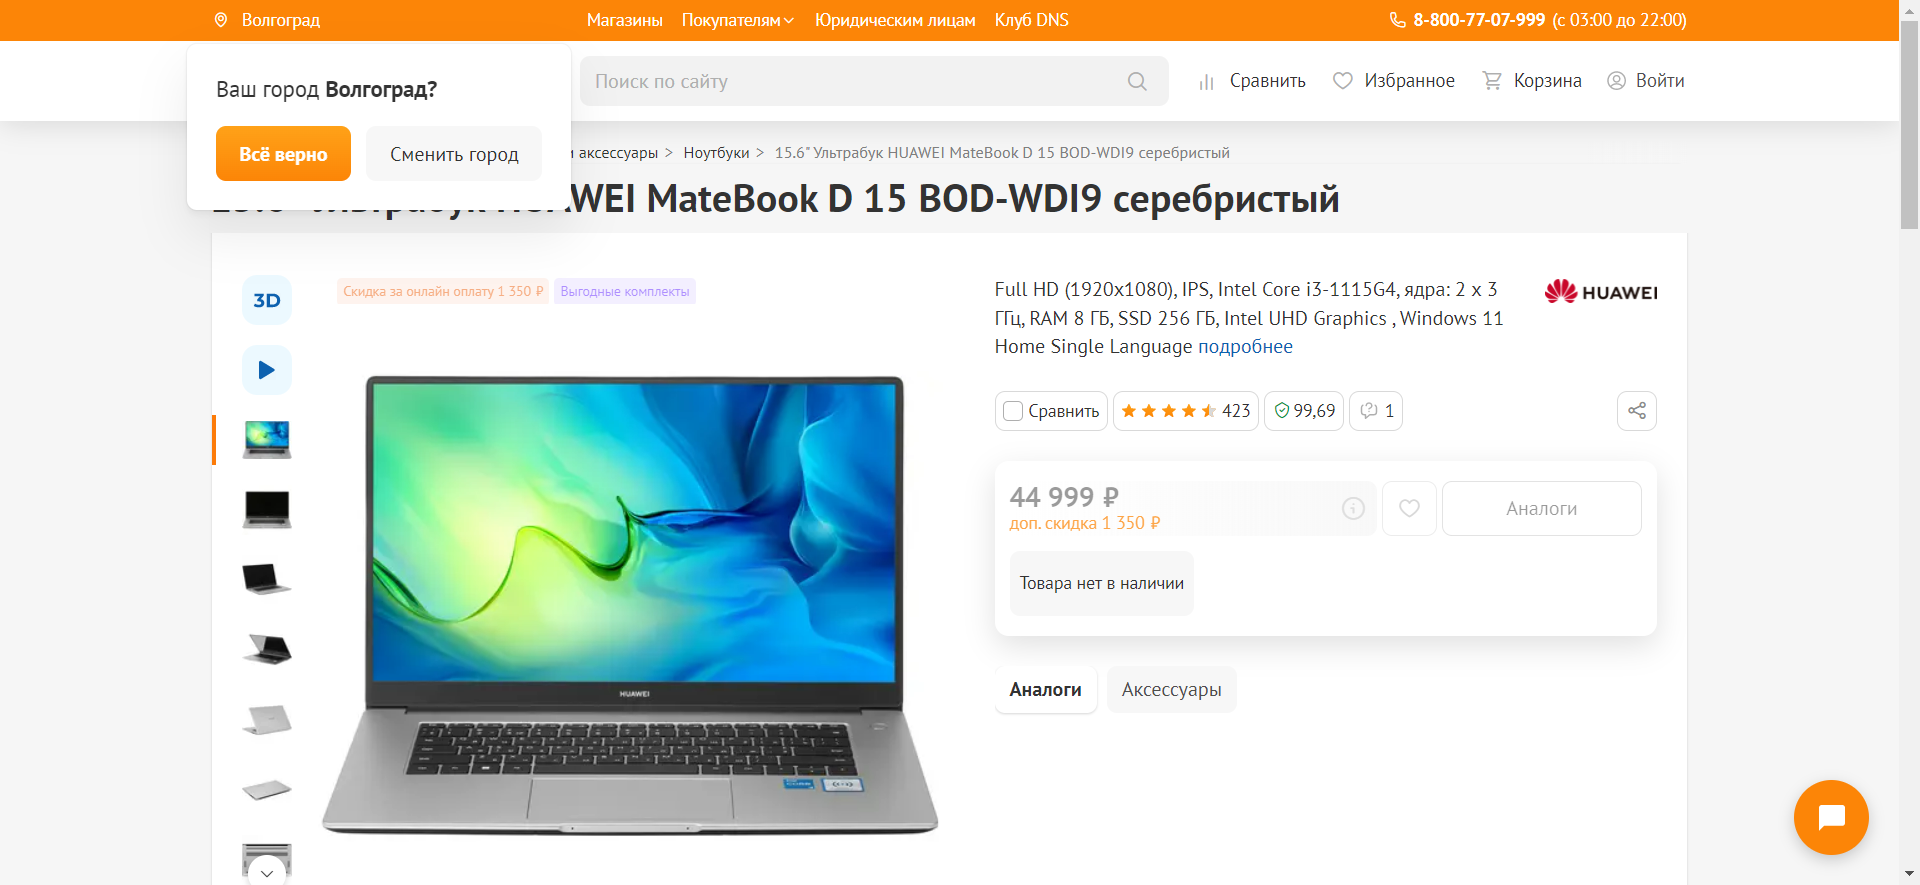 Волгоград
Магазины Покупателям Юридическим лицам Клуб DNS
8-800-77-07-999 (с 03:00 до 22:00)
Ваш город Волгоград?
Всё верно Сменить город
Поиск по сайту
Сравнить Избранное Корзина Войти
и аксессуары > Ноутбуки > 15.6" Ультрабук HUAWEI MateBook D 15 BOD-WDI9 серебристый
HUAWEI MateBook D 15 BOD-WDI9 серебристый
3D
Скидка за онлайн оплату 1 350 ₽ Выгодные комплекты
HUAWEI
Full HD (1920x1080), IPS, Intel Core i3-1115G4, ядра: 2 х 3
ГГц, RAM 8 ГБ, SSD 256 ГБ, Intel UHD Graphics , Windows 11
Home Single Language подробнее
HUAWEI
Сравнить 423 99,69 1
44 999 ₽
доп. скидка 1 350 ₽
Аналоги
Товара нет в наличии
Аналоги Аксессуары